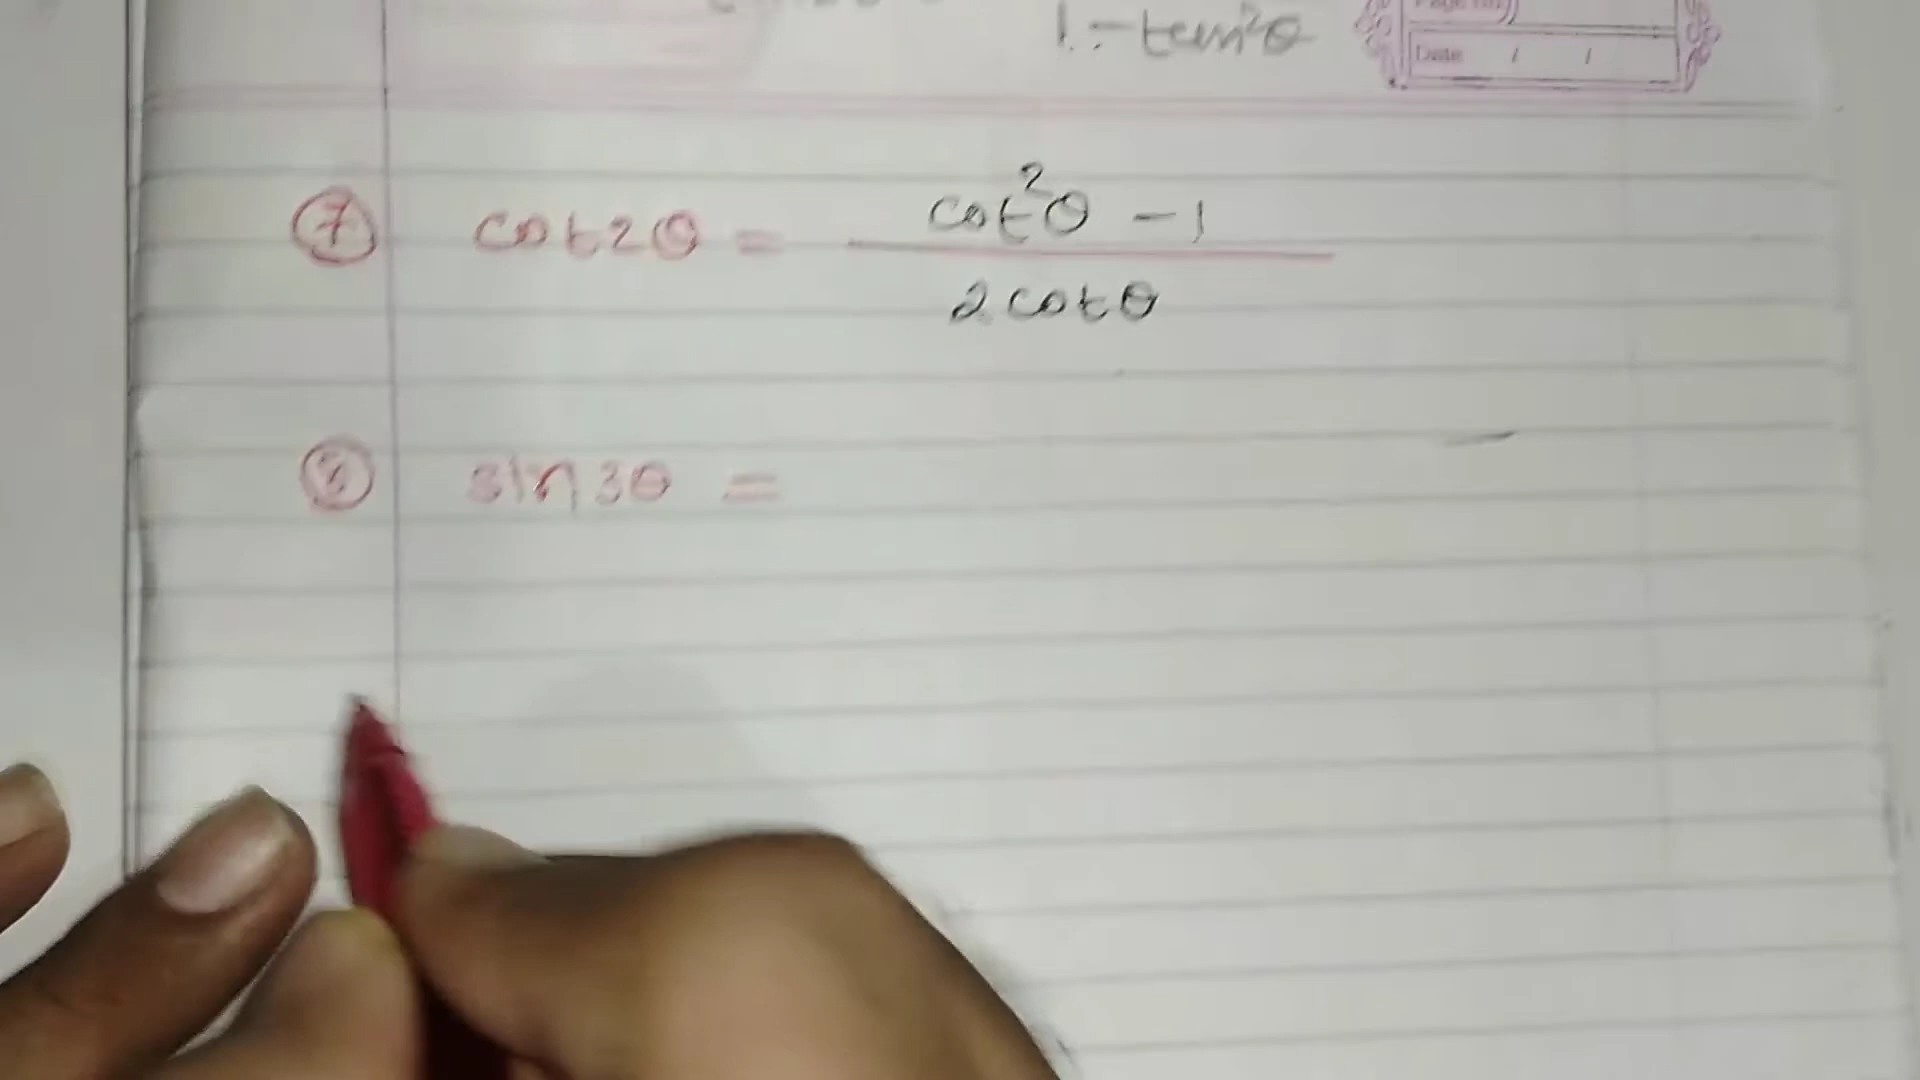 1 - tan²θ
Date / /
⑦ cot2θ = cot²θ - 1
2cotθ
⑧ sin3θ =